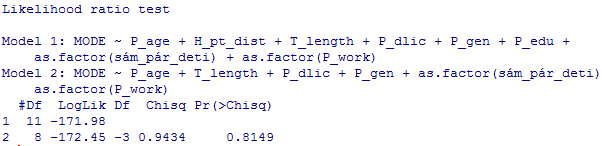 Likelihood ratio test
Model 1: MODE ~ P_age + H_pt_dist + T_length + P_dlic + P_gen + P_edu +
as.factor(sám_pár_deti) + as.factor(P_work)
Model 2: MODE ~ P_age + T_length + P_dlic + P_gen + as.factor(sám_pár_deti)
as.factor(P_work)
#Df LogLik Df Chisq Pr(>Chisq)
1 11 -171.98
2 8 -172.45 -3 0.9434 0.8149